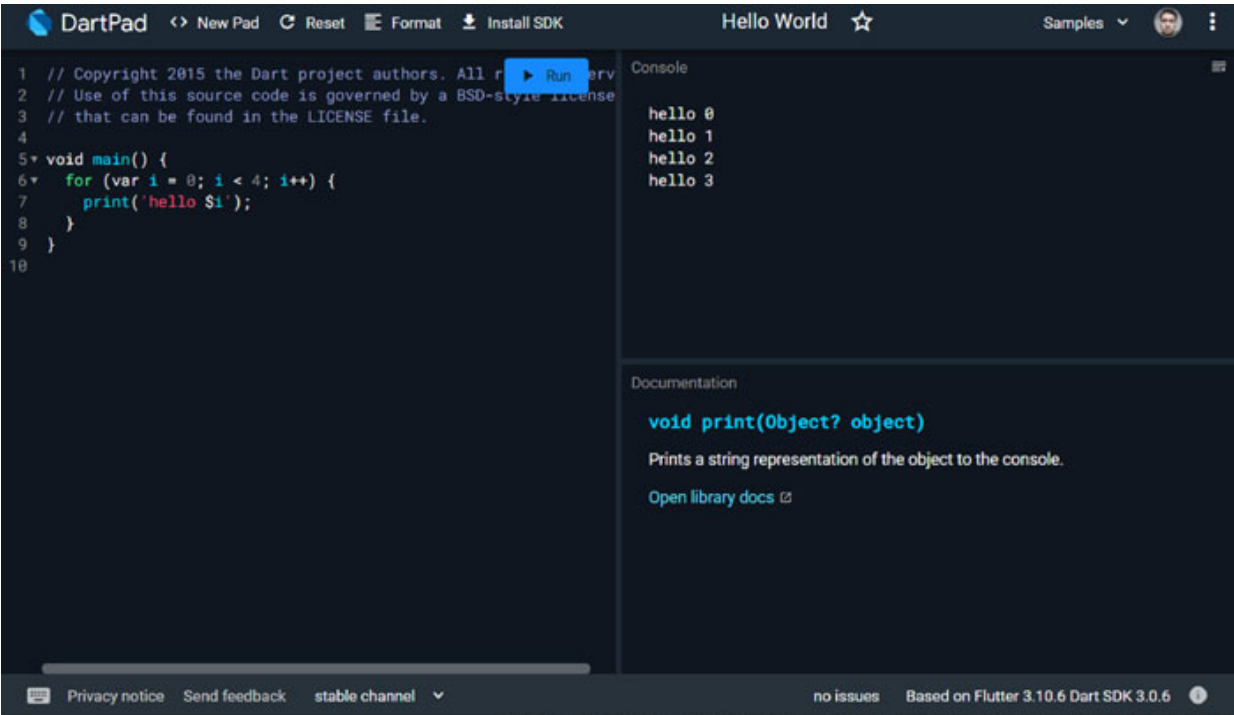 DartPad <> New Pad Reset Format Install SDK Hello World Samples
1 // Copyright 2015 the Dart project authors. All r Run erv
2 // Use of this source code is governed by a BSD-style license
3 // that can be found in the LICENSE file.
4
5 void main() {
6 for (var i = 0; i < 4; i++) {
7 print('hello $i');
8 }
9 }
10
Console
hello 0
hello 1
hello 2
hello 3
Documentation
void print(Object? object)
Prints a string representation of the object to the console.
Open library docs
Privacy notice Send feedback stable channel no issues Based on Flutter 3.10.6 Dart SDK 3.0.6